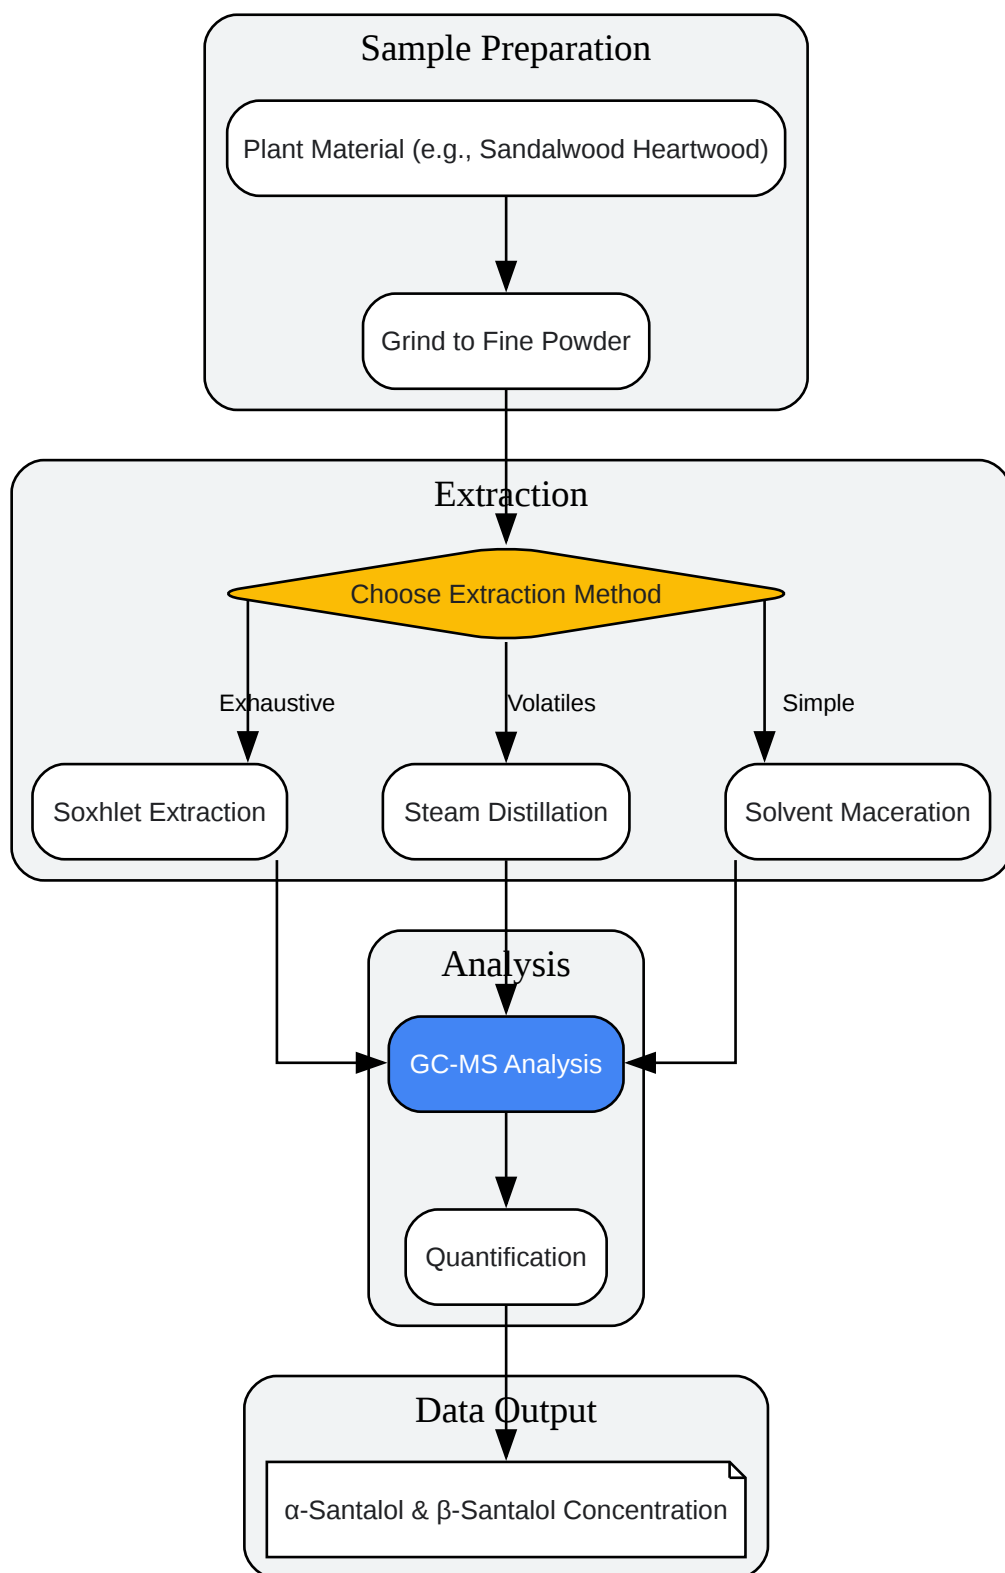 Sample Preparation
Plant Material (e.g., Sandalwood Heartwood)
Grind to Fine Powder
Extraction
Choose Extraction Method
Exhaustive
Volatiles
Simple
Soxhlet Extraction
Steam Distillation
Solvent Maceration
Analysis
GC-MS Analysis
Quantification
Data Output
α-Santalol & β-Santalol Concentration